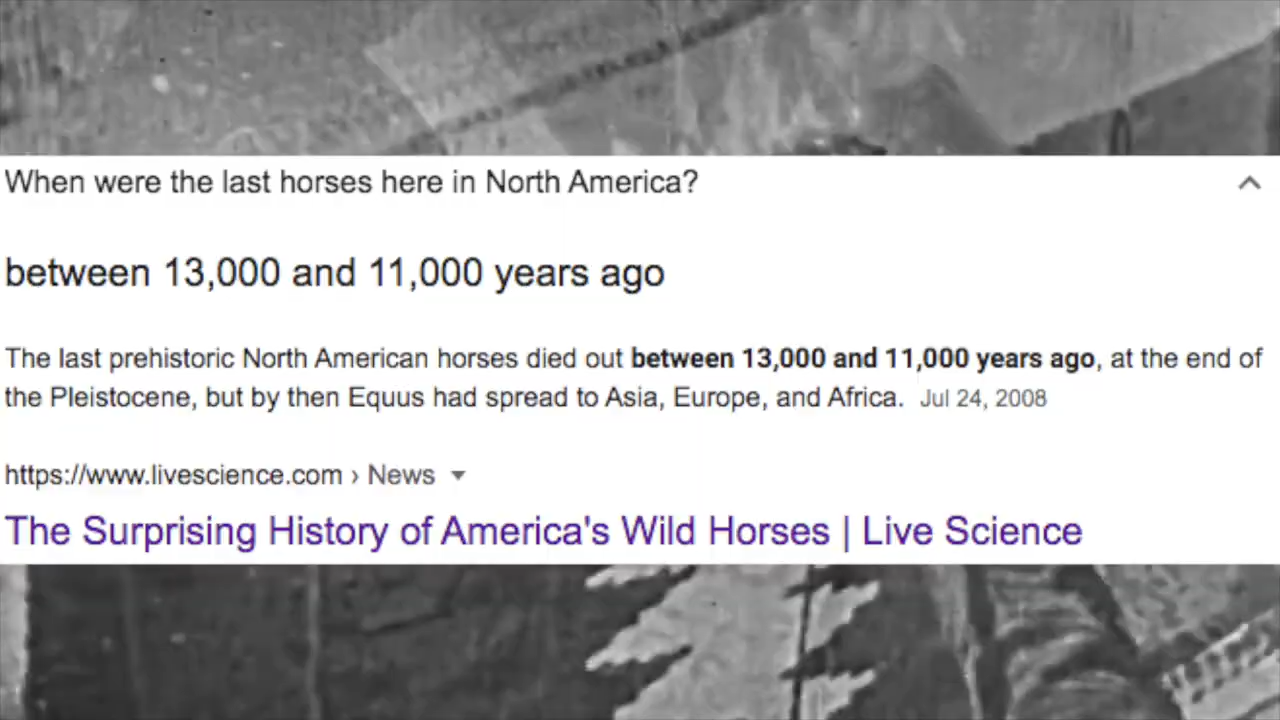 When were the last horses here in North America?
between 13,000 and 11,000 years ago
The last prehistoric North American horses died out between 13,000 and 11,000 years ago, at the end of
the Pleistocene, but by then Equus had spread to Asia, Europe, and Africa. Jul 24, 2008
https://www.livescience.com › News
The Surprising History of America's Wild Horses | Live Science